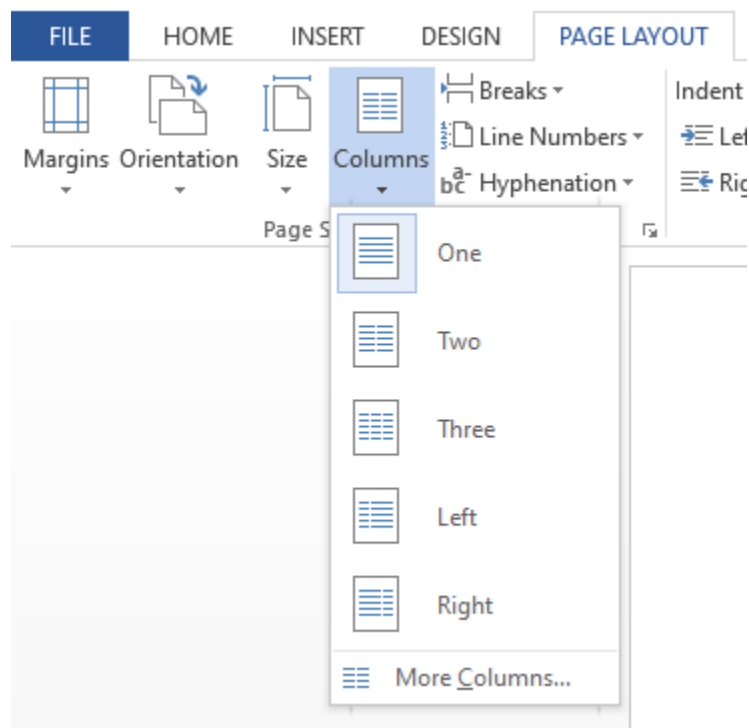 FILE HOME INSERT DESIGN PAGE LAYOUT
Breaks Indent
Line Numbers
Margins Orientation Size Columns
Hyphenation
Page
One
Two
Three
Left
Right
More Columns...